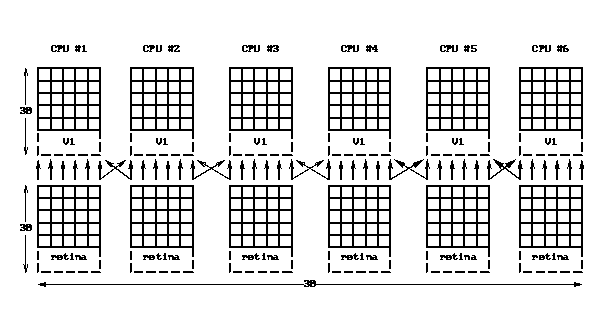 CPU #1 CPU #2 CPU #3 CPU #4 CPU #5 CPU #6
30
V1 V1 V1 V1 V1 V1
30
retina retina retina retina retina retina
30